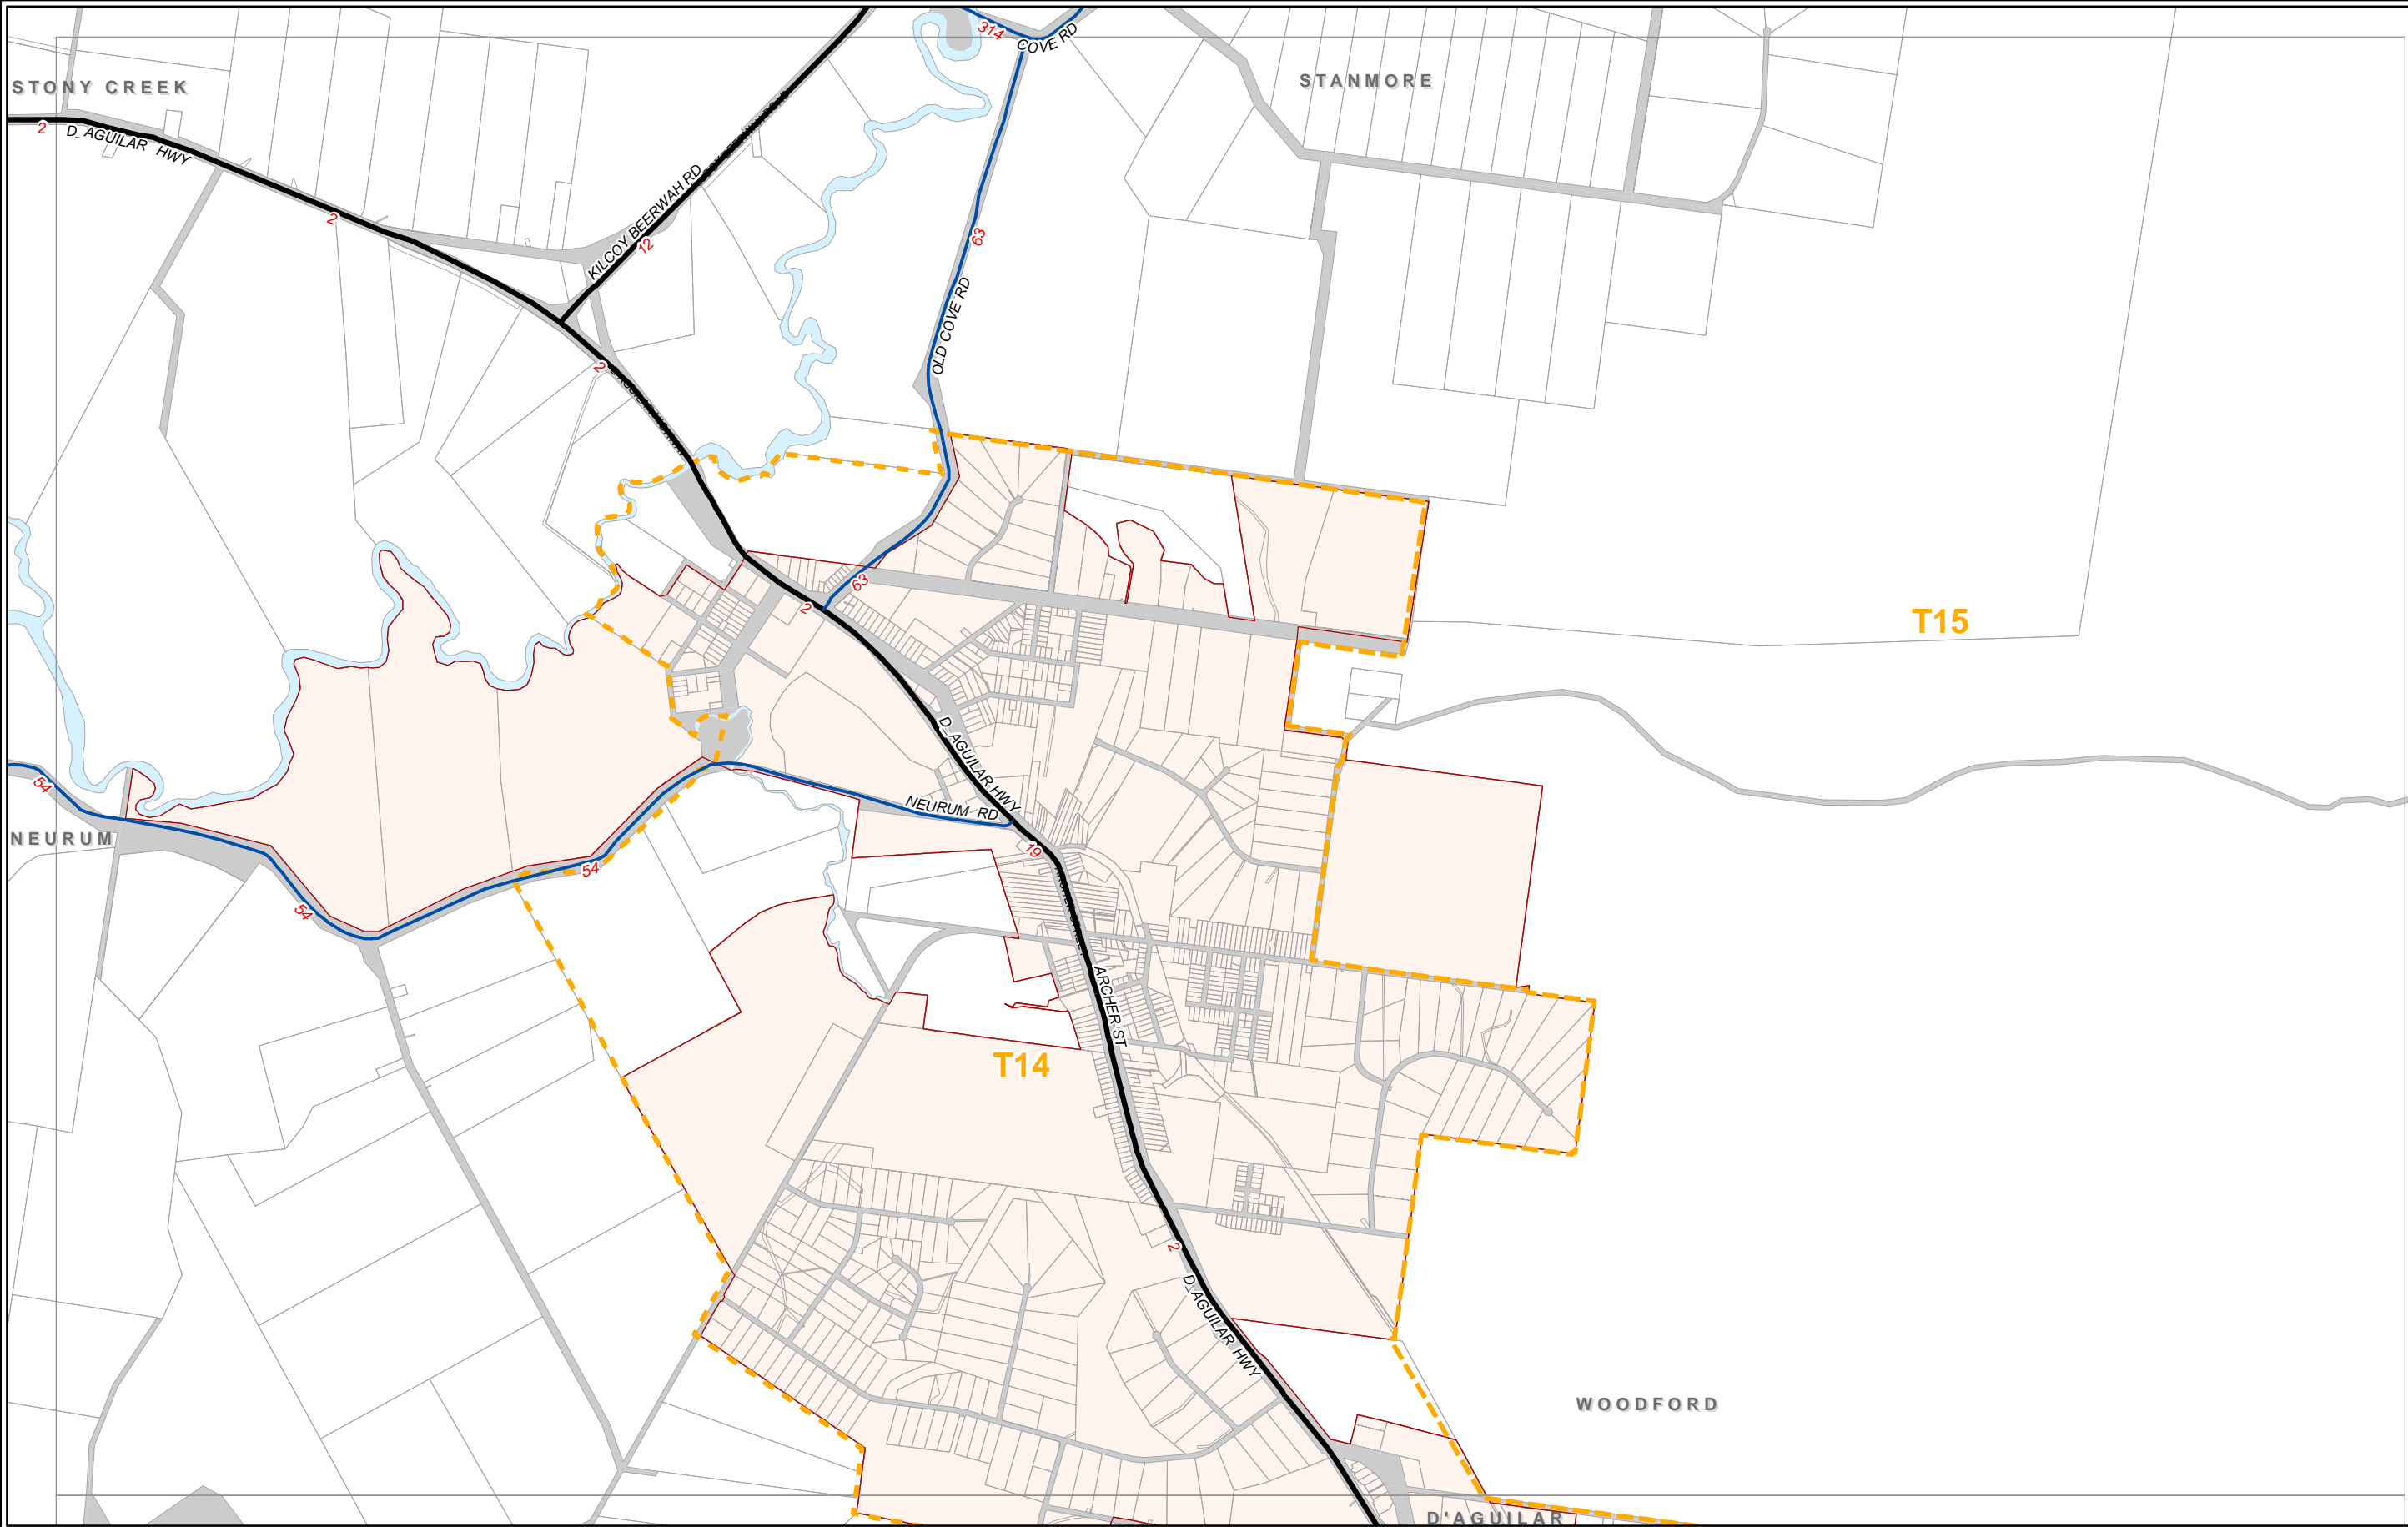 314
COVE RD
STONY CREEK
STANMORE
2
D_AGUILAR HWY
KILCOY BEERWAH RD
2
12
63
OLD COVE RD
2
63
2
T15
D_AGUILAR HWY
54
NEURUM RD
NEURUM
19
54
54
ARCHER STREET
ARCHER ST
T14
2
D_AGUILAR HWY
WOODFORD
D'AGUILAR